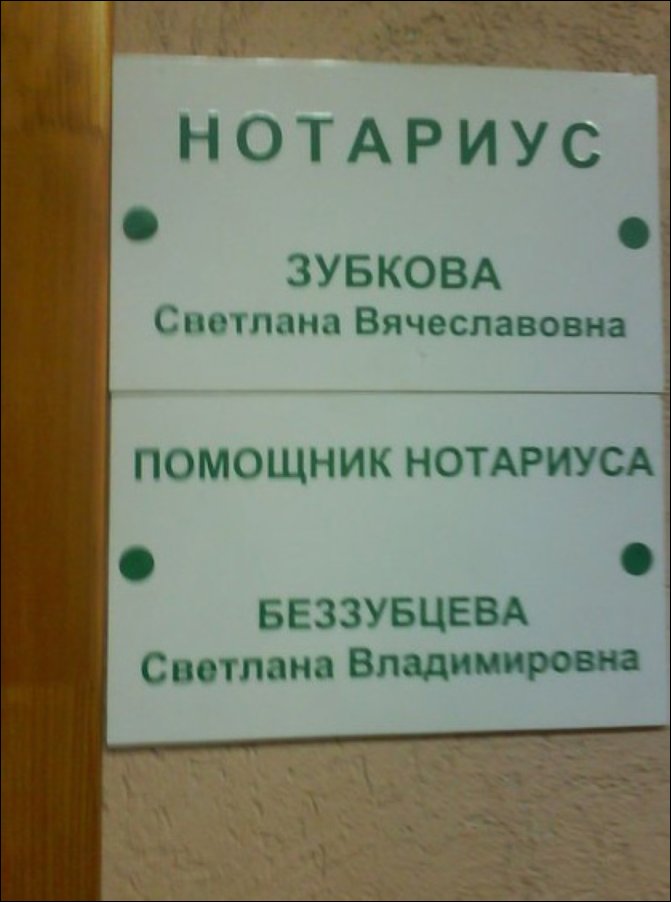 НОТАРИУС
ЗУБКОВА
Светлана Вячеславовна
ПОМОЩНИК НОТАРИУСА
БЕЗЗУБЦЕВА
Светлана Владимировна